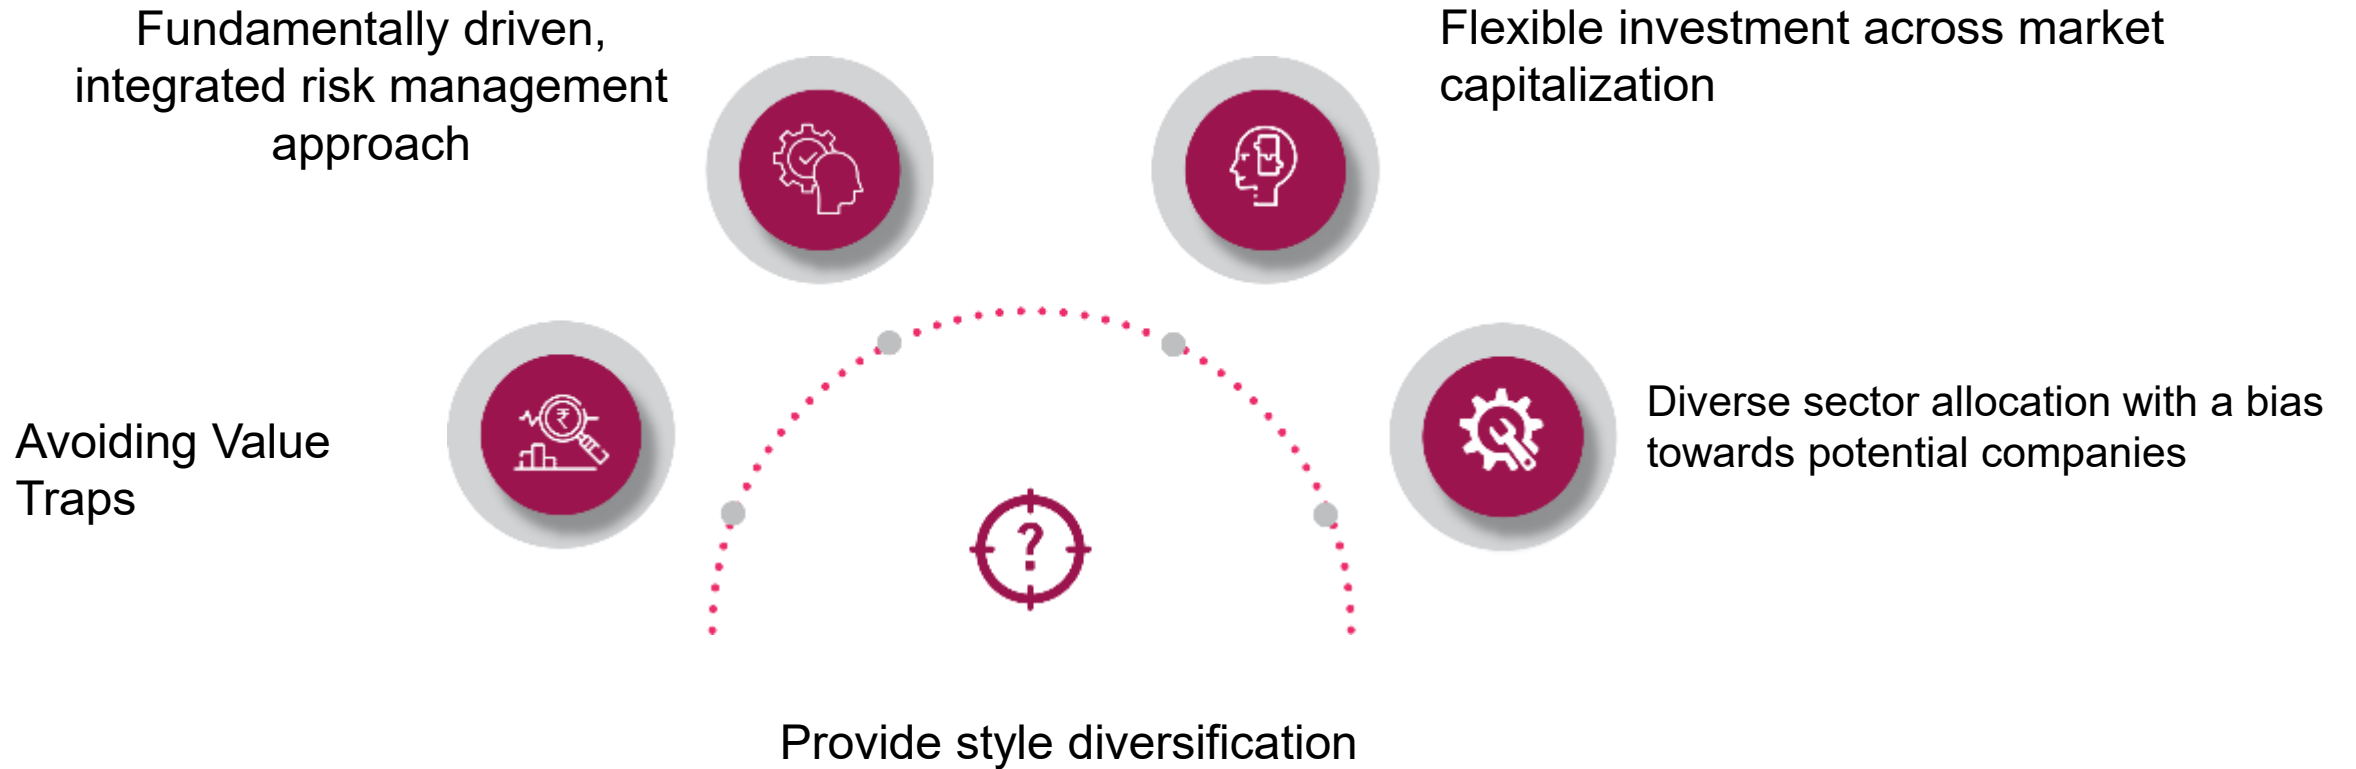 Fundamentally driven,
integrated risk management
approach
Flexible investment across market
capitalization
Avoiding Value
Traps
₹
Diverse sector allocation with a bias
towards potential companies
?
Provide style diversification